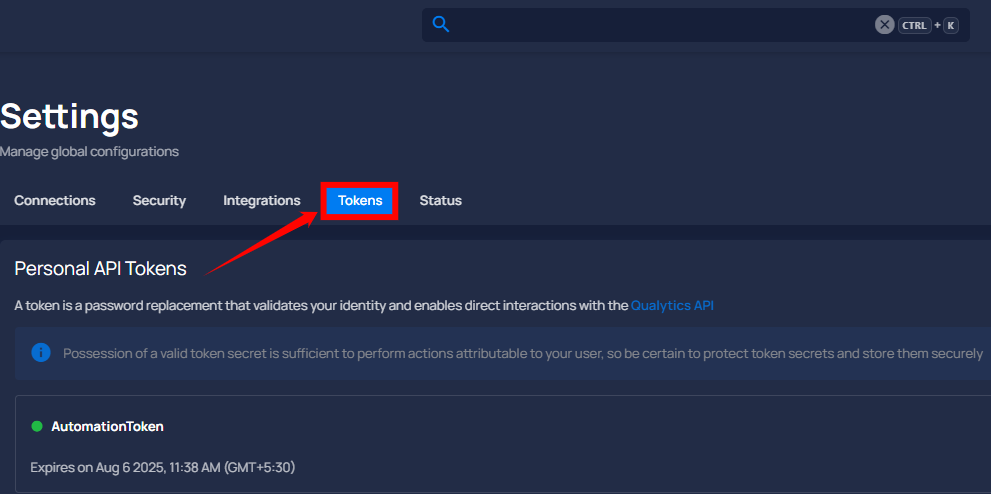 CTRL + K
Settings
Manage global configurations
Connections Security Integrations Tokens Status
Personal API Tokens
A token is a password replacement that validates your identity and enables direct interactions with the Qualytics API
Possession of a valid token secret is sufficient to perform actions attributable to your user, so be certain to protect token secrets and store them securely
AutomationToken
Expires on Aug 6 2025, 11:38 AM (GMT+5:30)